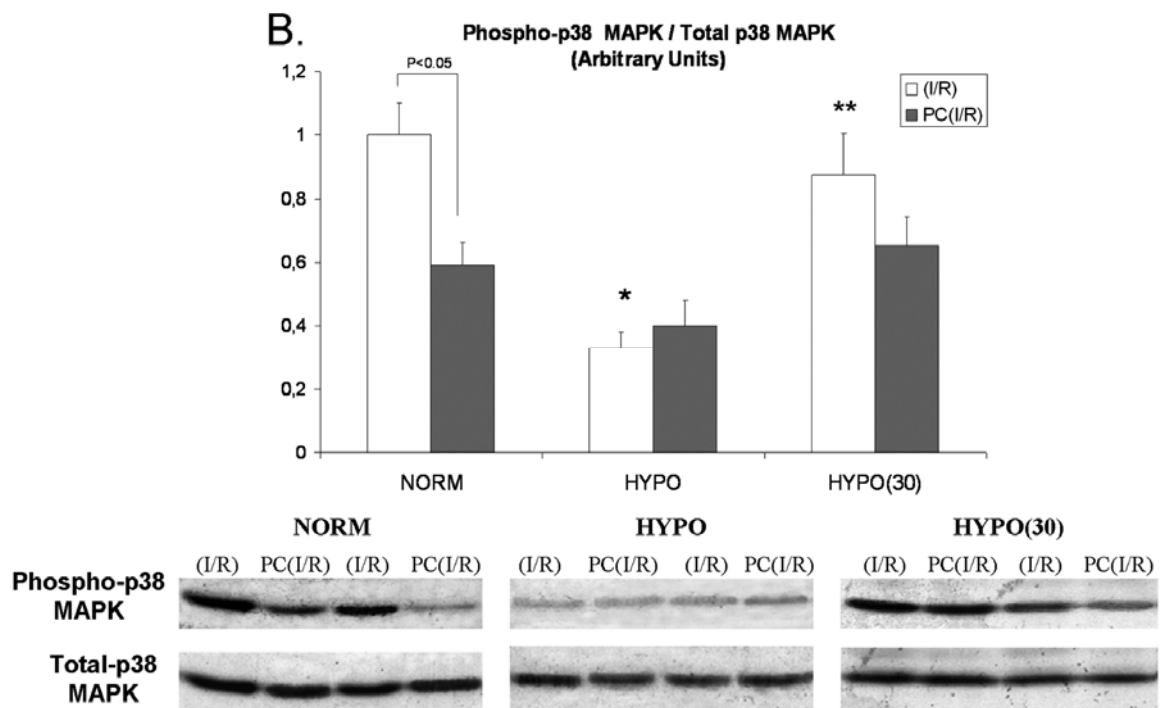 B.
Phospho-p38 MAPK / Total p38 MAPK
(Arbitrary Units)
P<0.05
1,2
1
0,8
0,6
0,4
0,2
0
*
**
(I/R)
PC(I/R)
NORM HYPO HYPO(30)
NORM HYPO HYPO(30)
(I/R) PC(I/R) (I/R) PC(I/R) (I/R) PC(I/R) (I/R) PC(I/R) (I/R) PC(I/R) (I/R) PC(I/R)
Phospho-p38
MAPK
Total-p38
MAPK